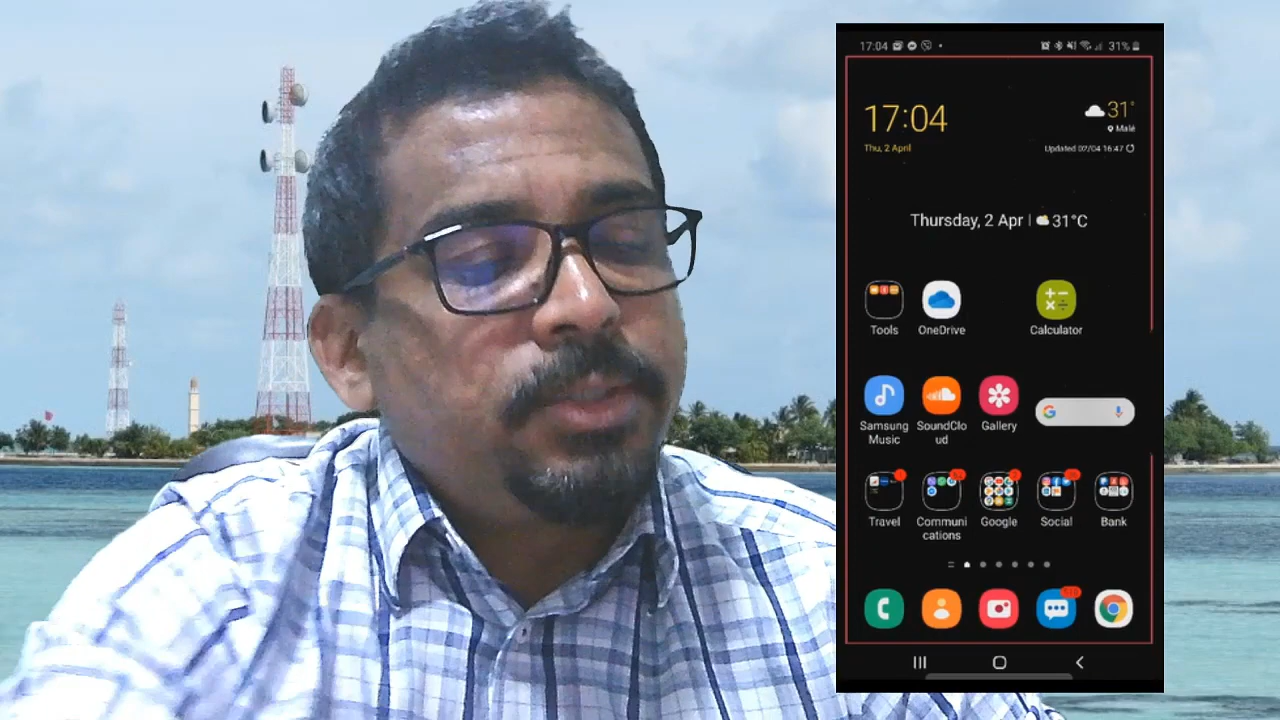 17:04
31%
17:04
31°
Malé
Thu, 2 April
Updated 02/04 16:47
Thursday, 2 Apr | 31°C
Tools
OneDrive
Calculator
Samsung
Music
SoundClo
ud
Gallery
Travel
Communi
cations
Google
Social
Bank